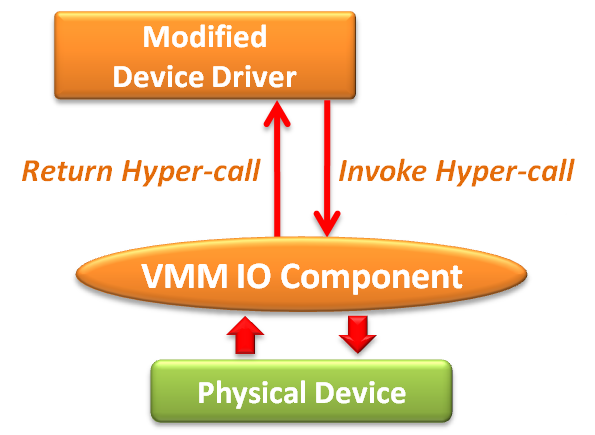 Modified
Device Driver
Return Hyper-call
Invoke Hyper-call
VMM IO Component
Physical Device